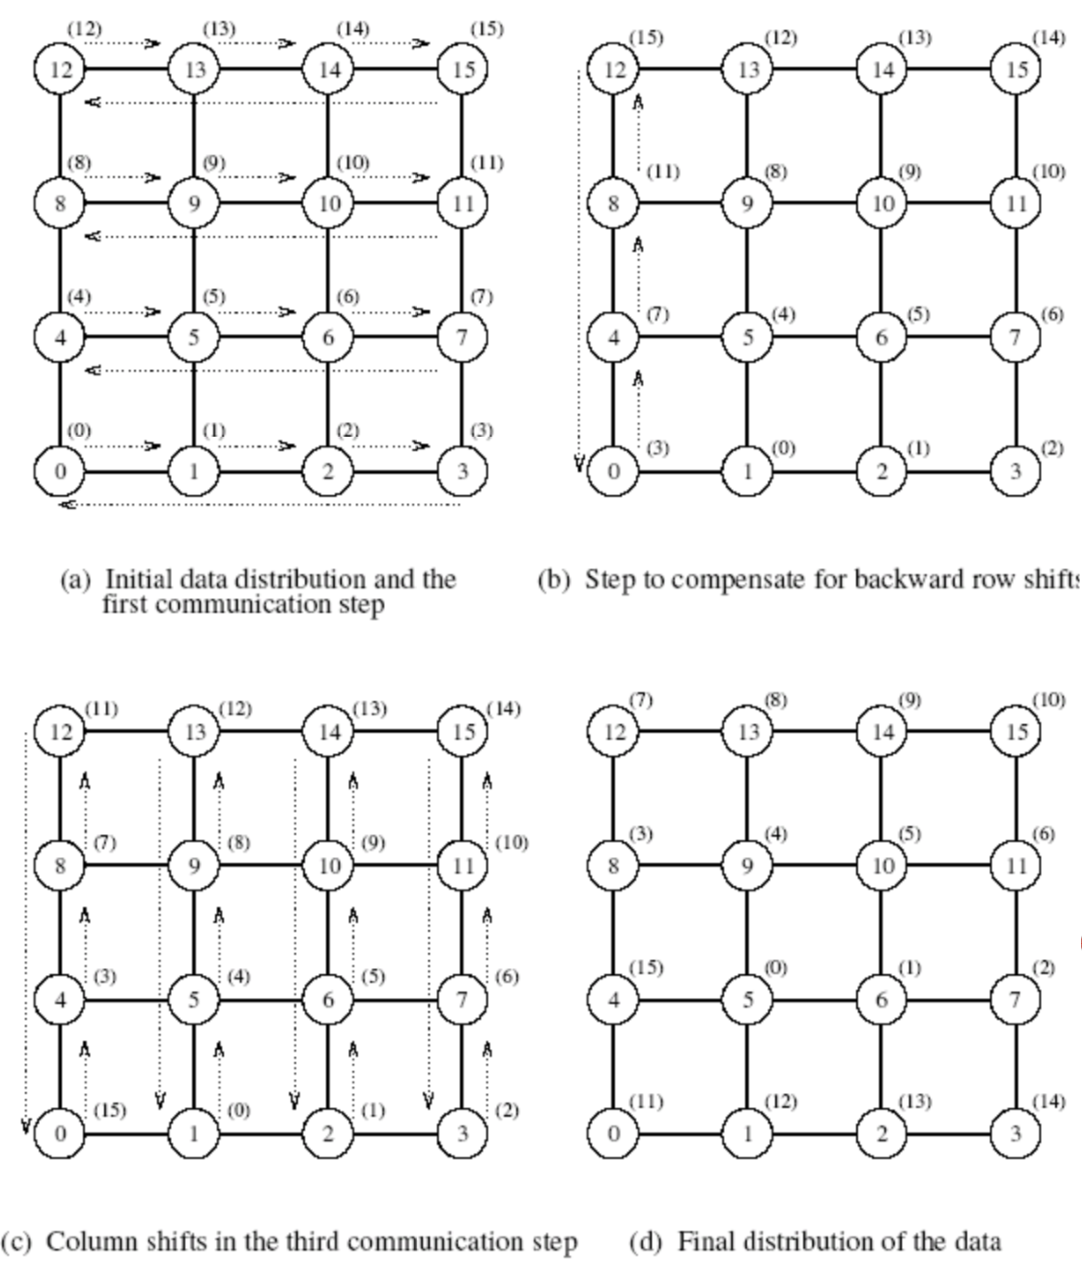 (12) (13) (14) (15)
12 13 14 15
(8) (9) (10) (11)
8 9 10 11
(4) (5) (6) (7)
4 5 6 7
(0) (1) (2) (3)
0 1 2 3
(a) Initial data distribution and the
first communication step
(15) (12) (13) (14)
12 13 14 15
(11) (8) (9) (10)
8 9 10 11
(7) (4) (5) (6)
4 5 6 7
(3) (0) (1) (2)
0 1 2 3
(b) Step to compensate for backward row shifts
(11) (12) (13) (14)
12 13 14 15
(7) (8) (9) (10)
8 9 10 11
(3) (4) (5) (6)
4 5 6 7
(15) (0) (1) (2)
0 1 2 3
(c) Column shifts in the third communication step
(7) (8) (9) (10)
12 13 14 15
(3) (4) (5) (6)
8 9 10 11
(15) (0) (1) (2)
4 5 6 7
(11) (12) (13) (14)
0 1 2 3
(d) Final distribution of the data